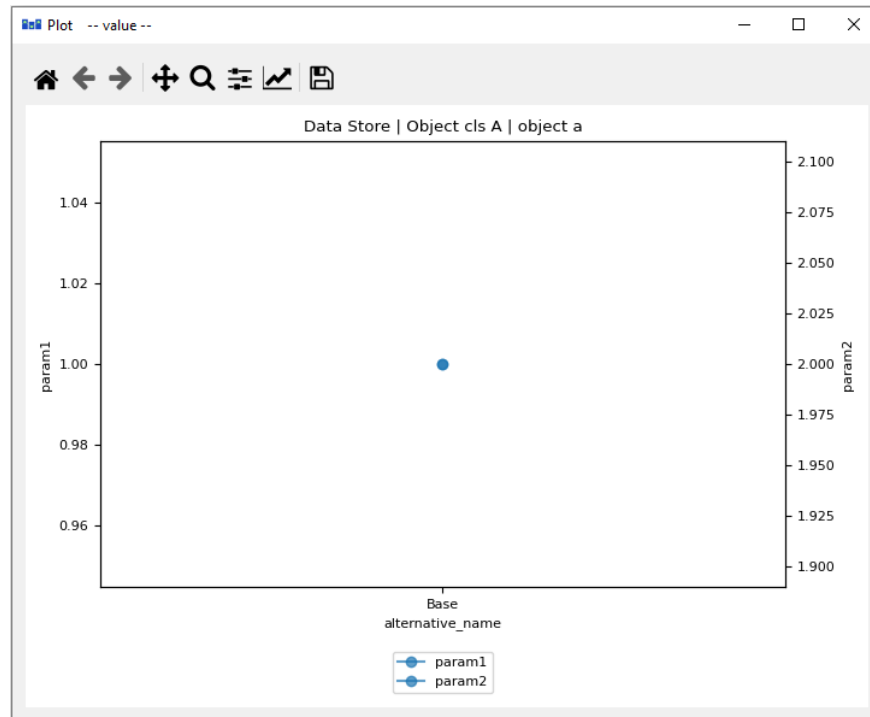 Plot -- value --
Data Store | Object cls A | object a
param1
1.04
1.02
1.00
0.98
0.96
2.100
2.075
2.050
2.025
2.000
1.975
1.950
1.925
1.900
param2
Base
alternative_name
param1
param2